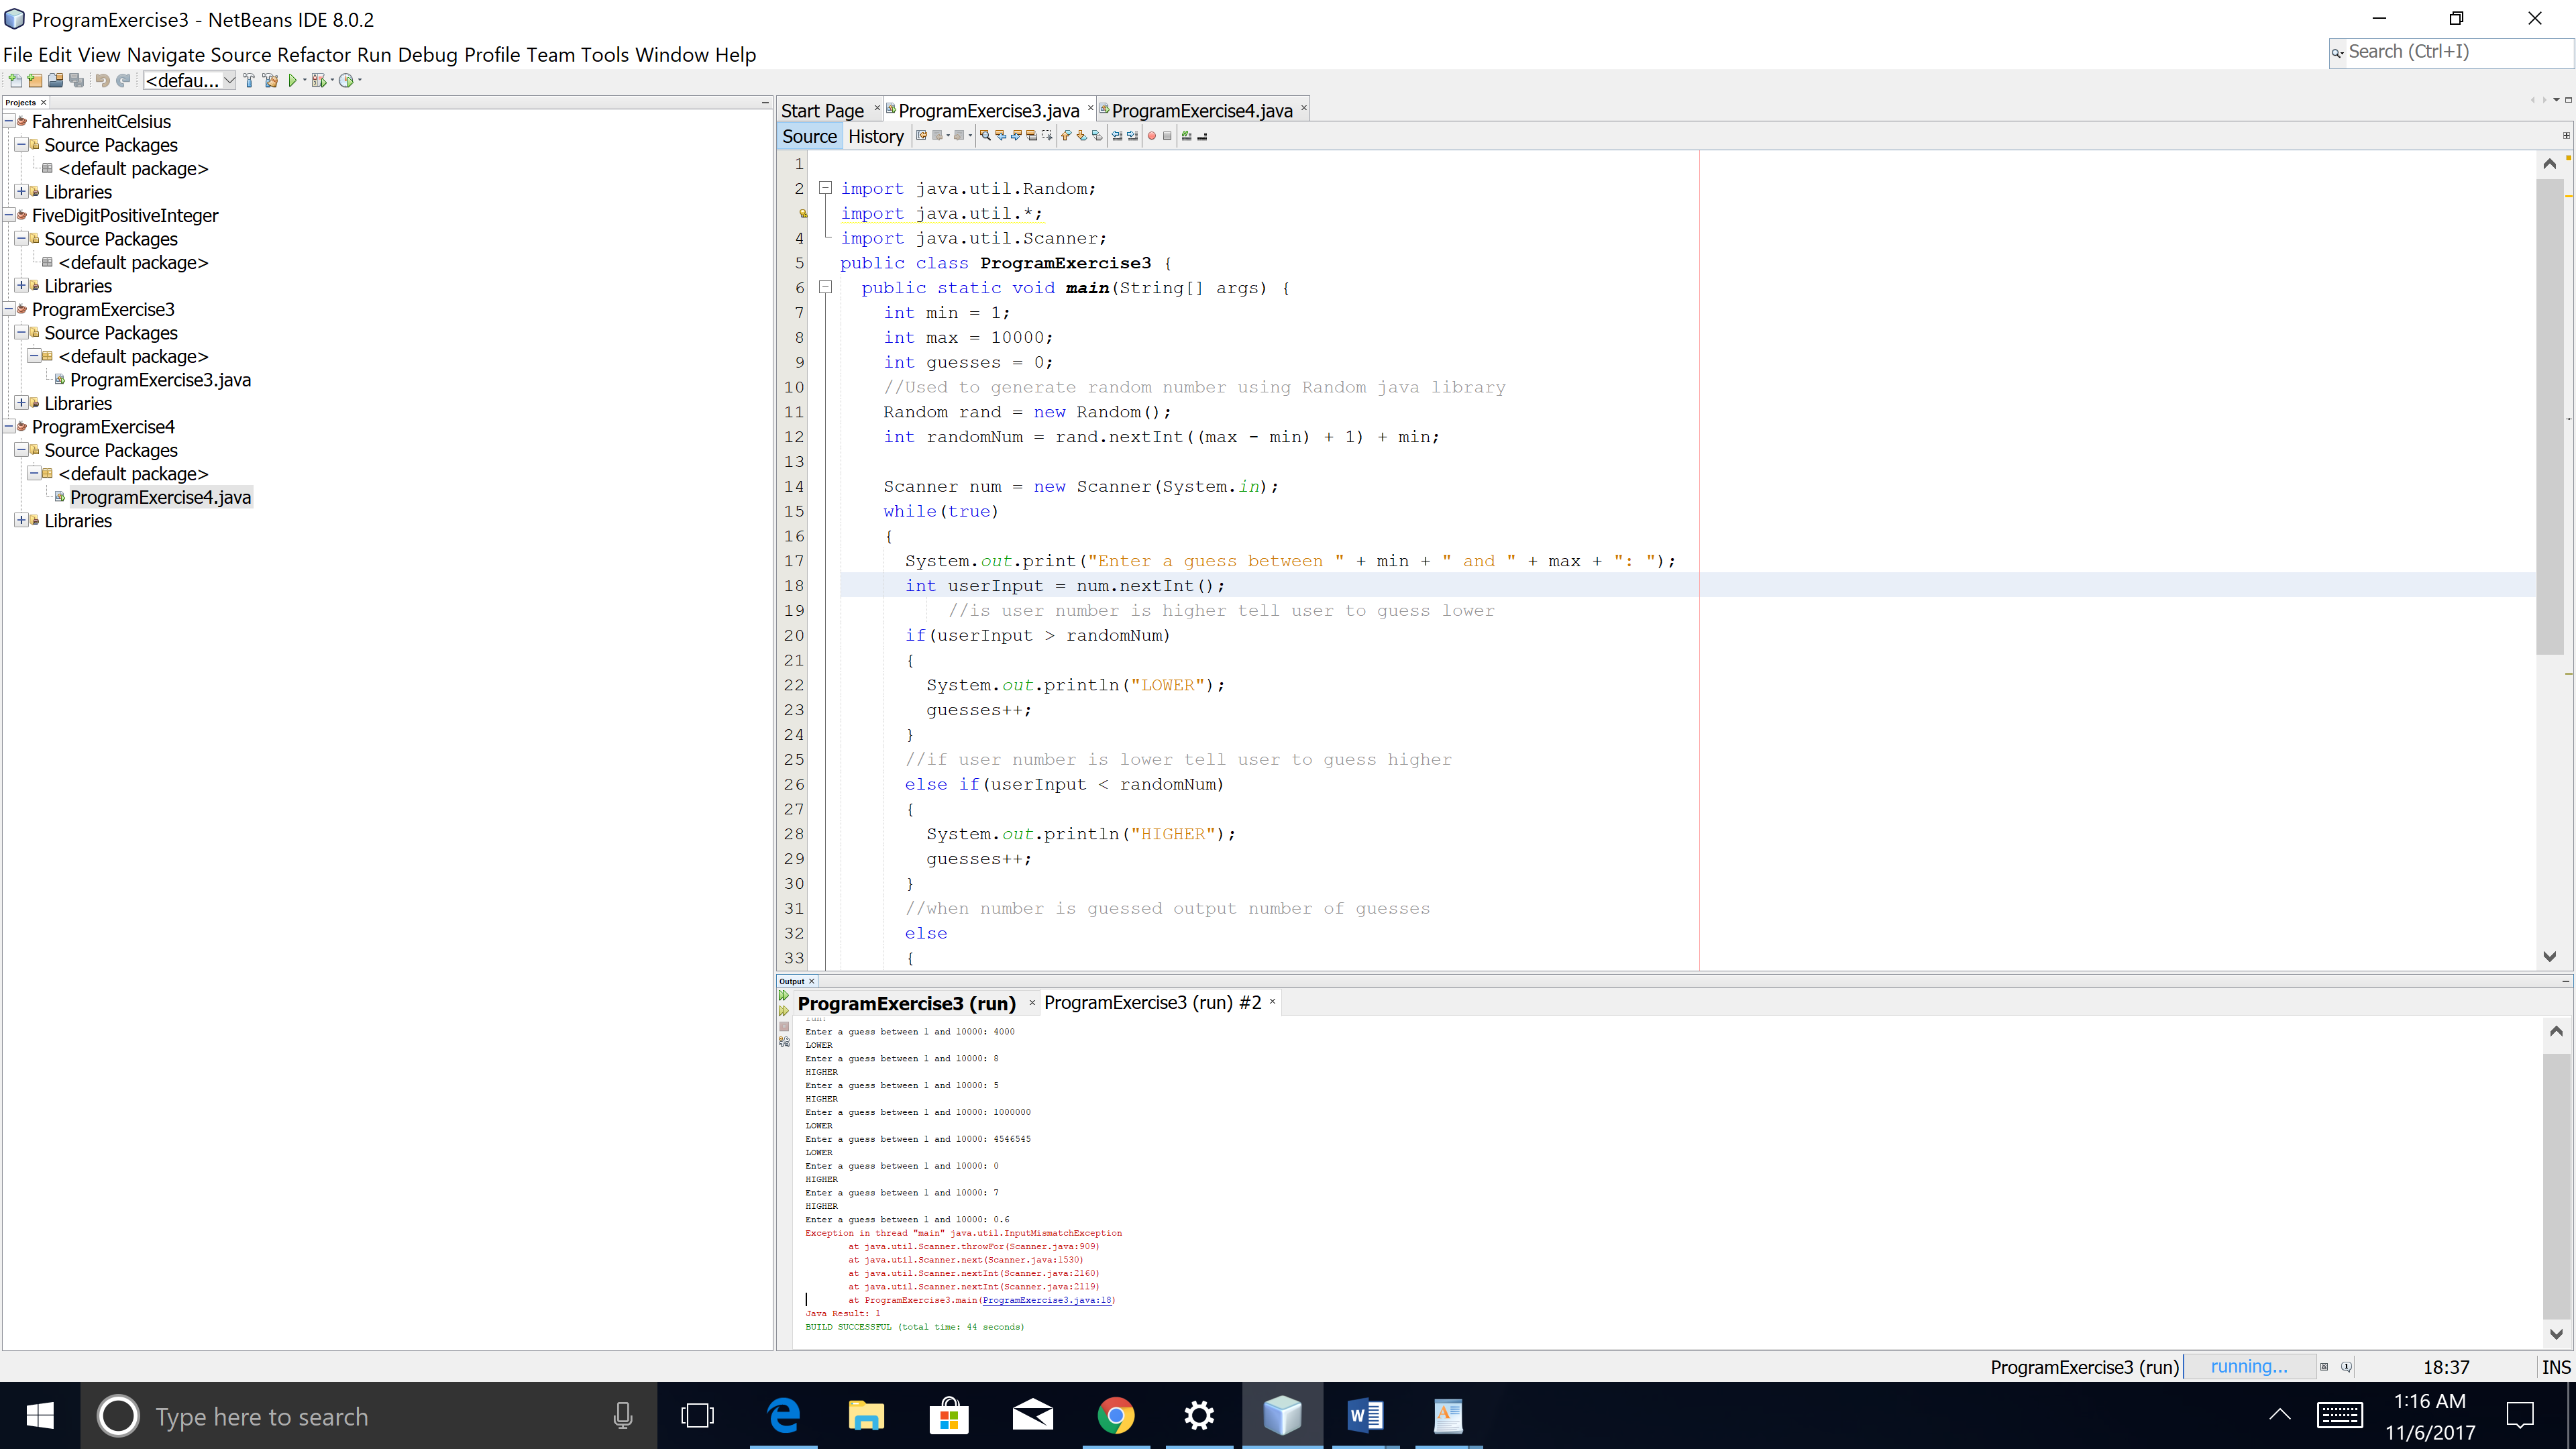 ProgramExercise3 - NetBeans IDE 8.0.2
File Edit View Navigate Source Refactor Run Debug Profile Team Tools Window Help
Search (Ctrl+I)
<defau...
Projects
FahrenheitCelsius
Source Packages
<default package>
Libraries
FiveDigitPositiveInteger
Source Packages
<default package>
Libraries
ProgramExercise3
Source Packages
<default package>
ProgramExercise3.java
Libraries
ProgramExercise4
Source Packages
<default package>
ProgramExercise4.java
Libraries
Start Page ProgramExercise3.java ProgramExercise4.java
Source History
1
2 import java.util.Random;
import java.util.*;
4 import java.util.Scanner;
5 public class ProgramExercise3 {
6 public static void main(String[] args) {
7 int min = 1;
8 int max = 10000;
9 int guesses = 0;
10 //Used to generate random number using Random java library
11 Random rand = new Random();
12 int randomNum = rand.nextInt((max - min) + 1) + min;
13
14 Scanner num = new Scanner(System.in);
15 while(true)
16 {
17 System.out.print("Enter a guess between " + min + " and " + max + ": ");
18 int userInput = num.nextInt();
19 //is user number is higher tell user to guess lower
20 if(userInput > randomNum)
21 {
22 System.out.println("LOWER");
23 guesses++;
24 }
25 //if user number is lower tell user to guess higher
26 else if(userInput < randomNum)
27 {
28 System.out.println("HIGHER");
29 guesses++;
30 }
31 //when number is guessed output number of guesses
32 else
33 {
Output
ProgramExercise3 (run) ProgramExercise3 (run) #2
run:
Enter a guess between 1 and 10000: 4000
LOWER
Enter a guess between 1 and 10000: 8
HIGHER
Enter a guess between 1 and 10000: 5
HIGHER
Enter a guess between 1 and 10000: 1000000
LOWER
Enter a guess between 1 and 10000: 4546545
LOWER
Enter a guess between 1 and 10000: 0
HIGHER
Enter a guess between 1 and 10000: 7
HIGHER
Enter a guess between 1 and 10000: 0.6
Exception in thread "main" java.util.InputMismatchException
at java.util.Scanner.throwFor(Scanner.java:909)
at java.util.Scanner.next(Scanner.java:1530)
at java.util.Scanner.nextInt(Scanner.java:2160)
at java.util.Scanner.nextInt(Scanner.java:2119)
at ProgramExercise3.main(ProgramExercise3.java:18)
Java Result: 1
BUILD SUCCESSFUL (total time: 44 seconds)
ProgramExercise3 (run) running... 18:37 INS
Type here to search
1:16 AM
11/6/2017